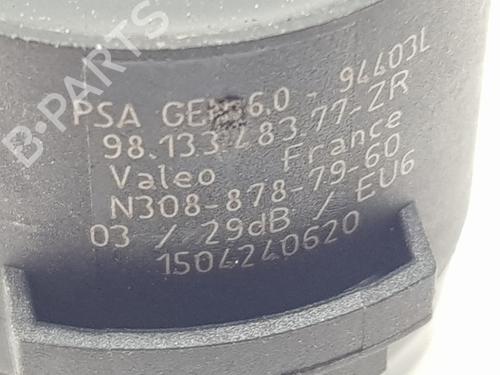 B-PARTS
PSA GEN6.0 - 94403L
98.133.483.77-ZR
Valeo France
N308-878-79-60
03 / 29dB / EU6
1504240620